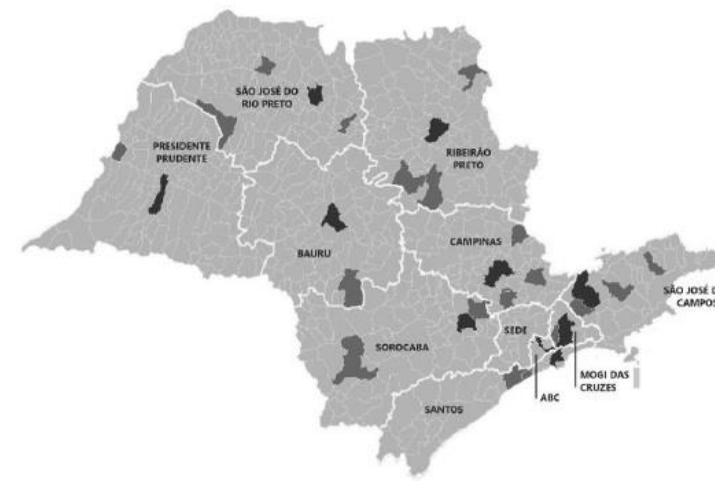 SÃO JOSÉ DO
RIO PRETO
PRESIDENTE
PRUDENTE
RIBEIRÃO
PRETO
CAMPINAS
BAURU
SÃO JOSÉ D
CAMPOS
SEDE
SOROCABA
MOGI DAS
CRUZES
ABC
SANTOS